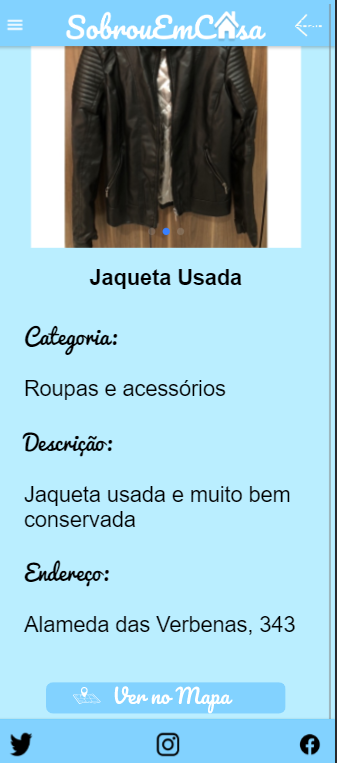 SobrouEmCasa
Jaqueta Usada
Categoria:
Roupas e acessórios
Descrição:
Jaqueta usada e muito bem
conservada
Endereço:
Alameda das Verbenas, 343
Ver no Mapa